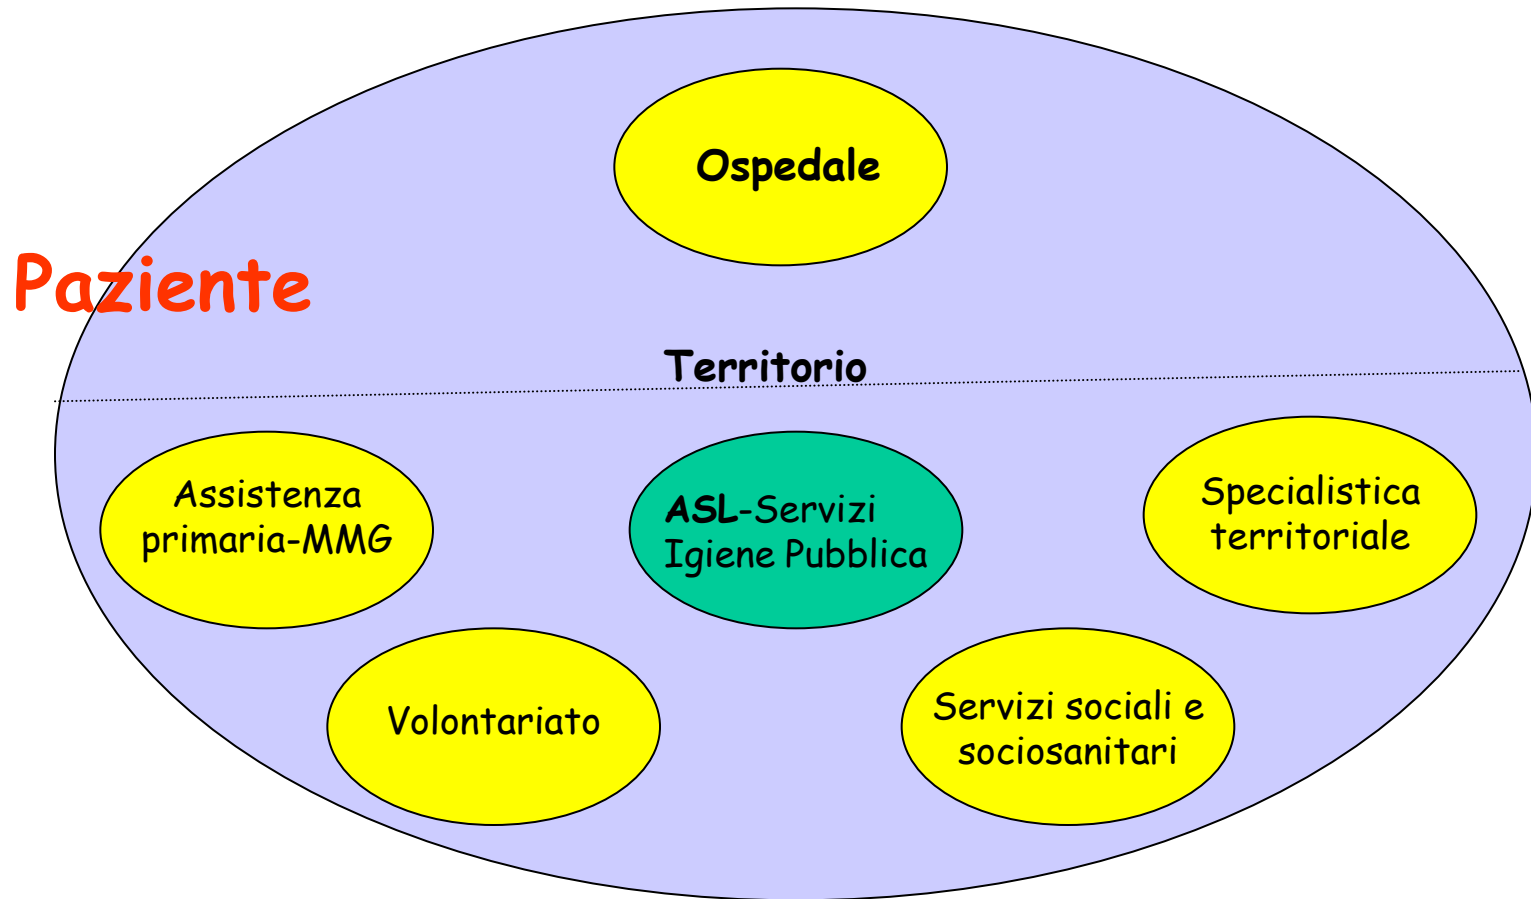 Ospedale
Paziente
Territorio
Assistenza
primaria-MMG
ASL-Servizi
Igiene Pubblica
Specialistica
territoriale
Volontariato
Servizi sociali e
sociosanitari